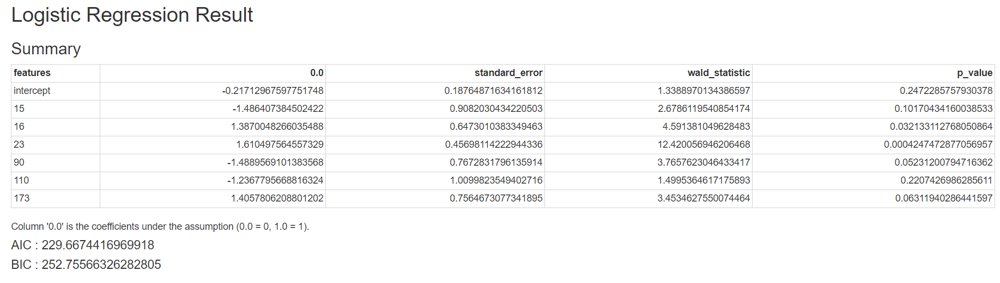 Logistic Regression Result
Summary
features 0.0 standard_error wald_statistic p_value
intercept -0.21712967597751748 0.18764871634161812 1.3388970134386597 0.2472285757930378
15 -1.486407384502422 0.9082030434220503 2.6786119540854174 0.10170434160038533
16 1.3870048266035488 0.6473010383349463 4.591381049628483 0.032133112768050864
23 1.610497564557329 0.45698114222944336 12.420056946206468 0.0004247472877056957
90 -1.4889569101383568 0.7672831796135914 3.7657623046433417 0.05231200794716362
110 -1.2367795668816324 1.0099823549402716 1.4995364617175893 0.2207426986285611
173 1.4057806208801202 0.7564673077341895 3.4534627550074464 0.06311940286441597
Column '0.0' is the coefficients under the assumption (0.0 = 0, 1.0 = 1).
AIC : 229.6674416969918
BIC : 252.75566326282805